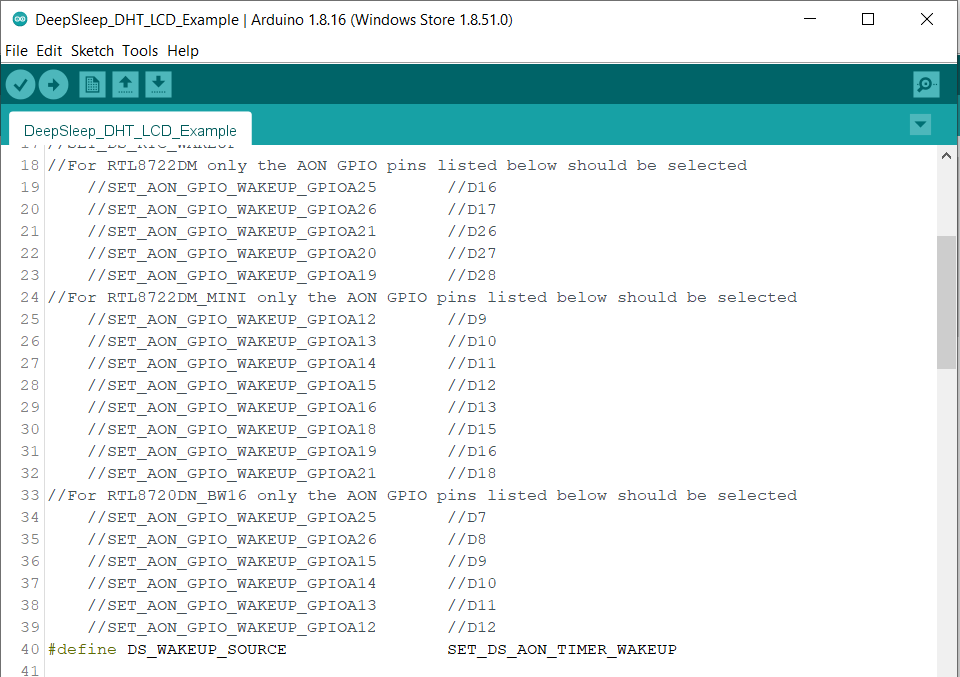 DeepSleep_DHT_LCD_Example | Arduino 1.8.16 (Windows Store 1.8.51.0)
File Edit Sketch Tools Help
DeepSleep_DHT_LCD_Example
17 //SET_DS_RTC_WAKEUP
18 //For RTL8722DM only the AON GPIO pins listed below should be selected
19 //SET_AON_GPIO_WAKEUP_GPIOA25 //D16
20 //SET_AON_GPIO_WAKEUP_GPIOA26 //D17
21 //SET_AON_GPIO_WAKEUP_GPIOA21 //D26
22 //SET_AON_GPIO_WAKEUP_GPIOA20 //D27
23 //SET_AON_GPIO_WAKEUP_GPIOA19 //D28
24 //For RTL8722DM_MINI only the AON GPIO pins listed below should be selected
25 //SET_AON_GPIO_WAKEUP_GPIOA12 //D9
26 //SET_AON_GPIO_WAKEUP_GPIOA13 //D10
27 //SET_AON_GPIO_WAKEUP_GPIOA14 //D11
28 //SET_AON_GPIO_WAKEUP_GPIOA15 //D12
29 //SET_AON_GPIO_WAKEUP_GPIOA16 //D13
30 //SET_AON_GPIO_WAKEUP_GPIOA18 //D15
31 //SET_AON_GPIO_WAKEUP_GPIOA19 //D16
32 //SET_AON_GPIO_WAKEUP_GPIOA21 //D18
33 //For RTL8720DN_BW16 only the AON GPIO pins listed below should be selected
34 //SET_AON_GPIO_WAKEUP_GPIOA25 //D7
35 //SET_AON_GPIO_WAKEUP_GPIOA26 //D8
36 //SET_AON_GPIO_WAKEUP_GPIOA15 //D9
37 //SET_AON_GPIO_WAKEUP_GPIOA14 //D10
38 //SET_AON_GPIO_WAKEUP_GPIOA13 //D11
39 //SET_AON_GPIO_WAKEUP_GPIOA12 //D12
40 #define DS_WAKEUP_SOURCE SET_DS_AON_TIMER_WAKEUP
41